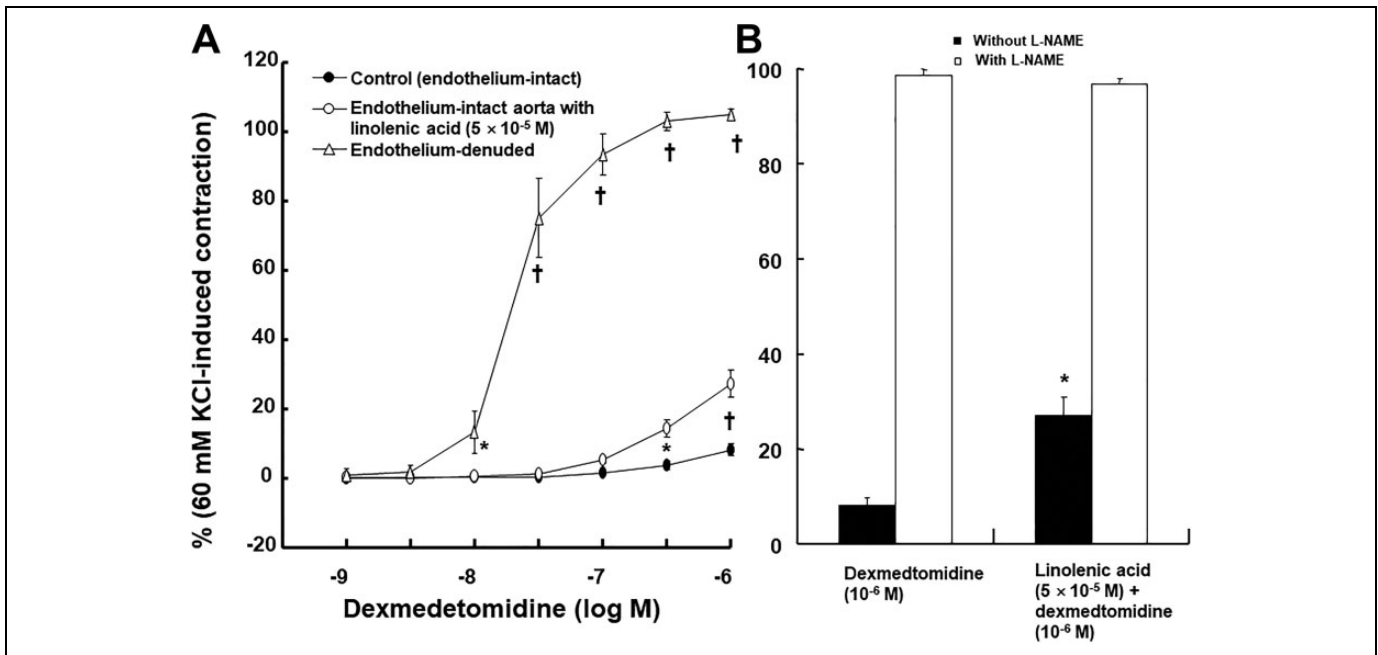 A
% (60 mM KCl-induced contraction)
120
100
80
60
40
20
0
-20
Control (endothelium-intact)
Endothelium-intact aorta with
linolenic acid (5 × 10⁻⁵ M)
Endothelium-denuded
†
†
†
†
*
*
†
-9
-8
-7
-6
Dexmedetomidine (log M)
B
Without L-NAME
With L-NAME
100
80
60
40
20
0
*
Dexmedtomidine
(10⁻⁶ M)
Linolenic acid
(5 × 10⁻⁵ M) +
dexmedtomidine
(10⁻⁶ M)